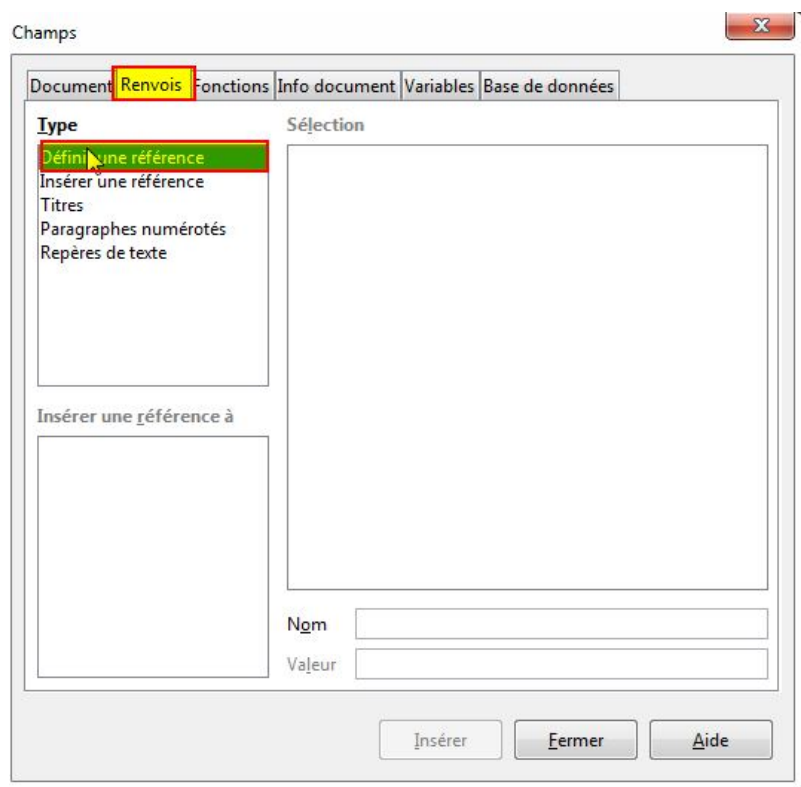 Champs
Document Renvois Fonctions Info document Variables Base de données
Type
Sélection
Définir une référence
Insérer une référence
Titres
Paragraphes numérotés
Repères de texte
Insérer une référence à
Nom
Valeur
Insérer Fermer Aide